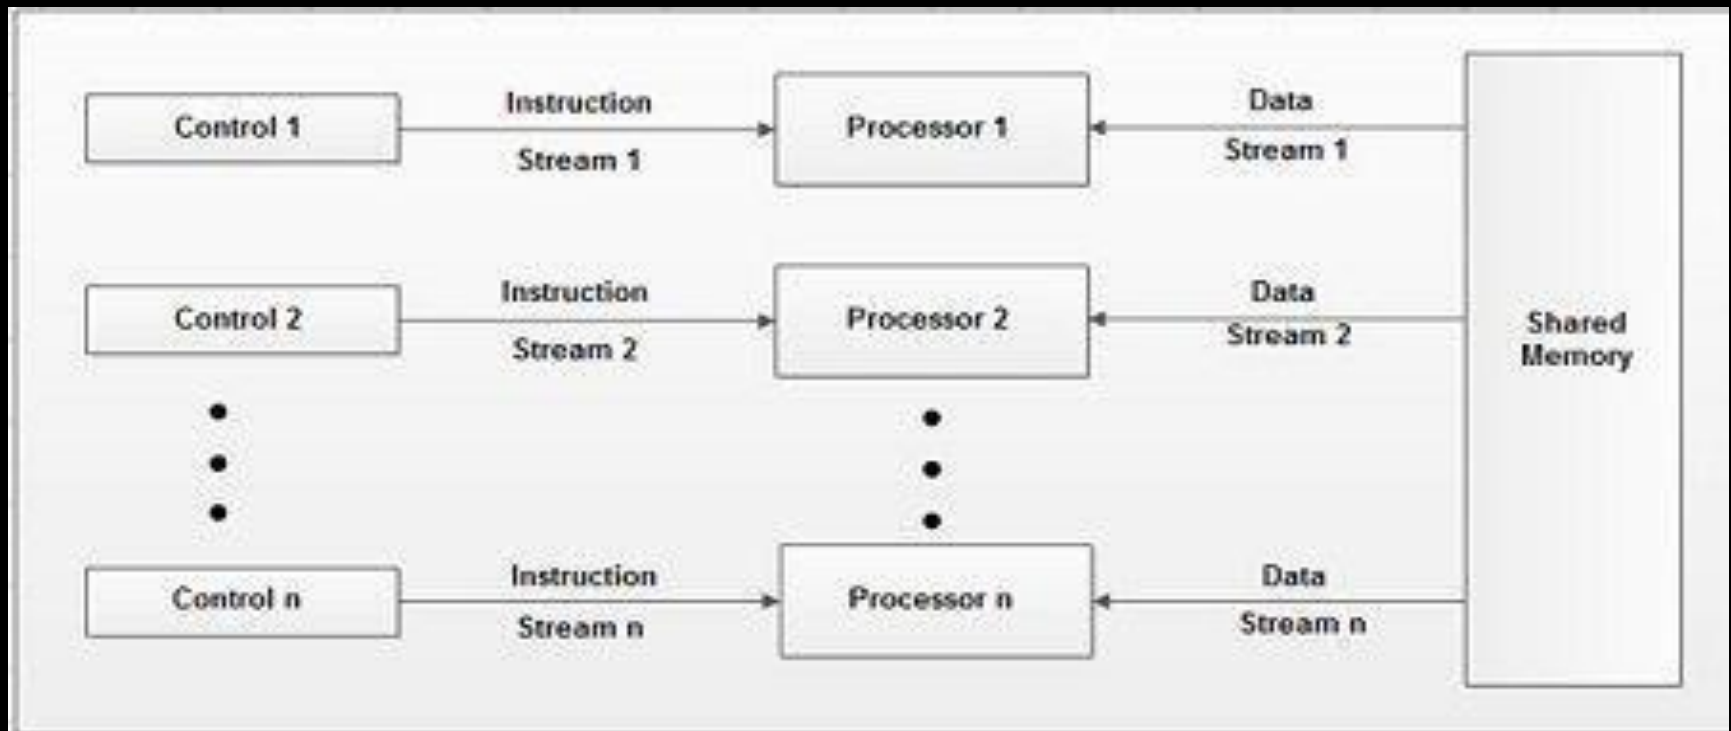 Control 1
Instruction
Stream 1
Processor 1
Data
Stream 1
Control 2
Instruction
Stream 2
Processor 2
Data
Stream 2
Shared
Memory
Control n
Instruction
Stream n
Processor n
Data
Stream n